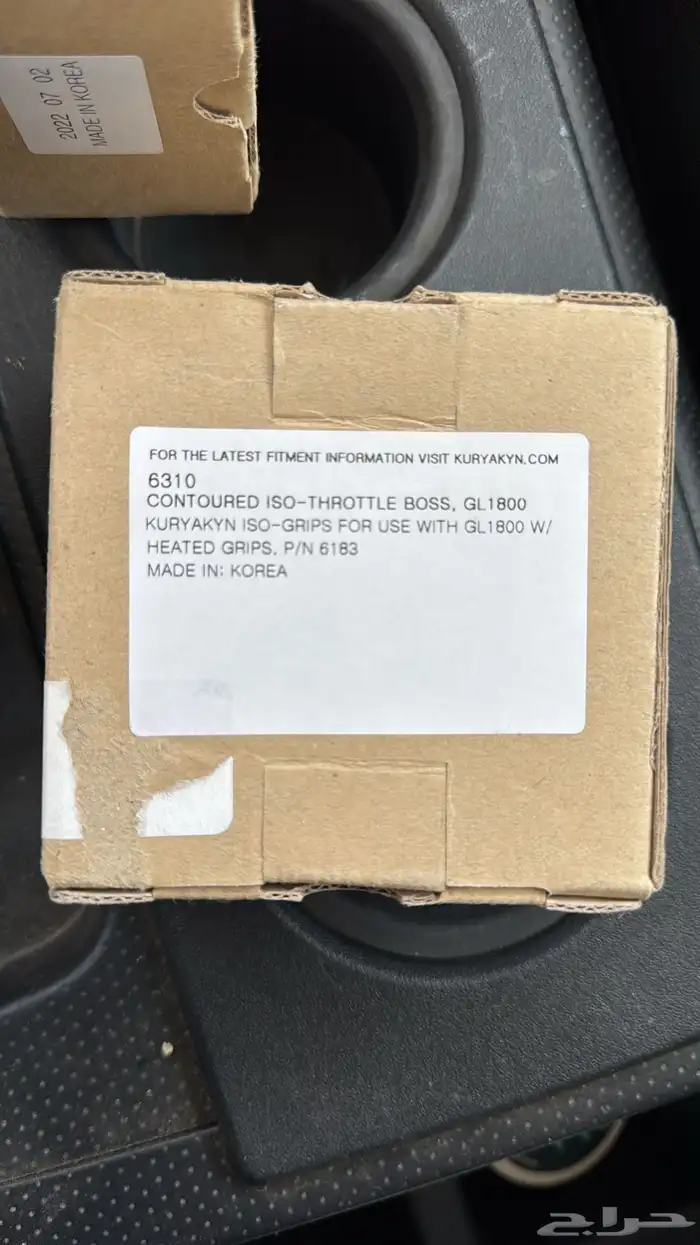 2022 07 02
MADE IN KOREA
FOR THE LATEST FITMENT INFORMATION VISIT KURYAKYN.COM
6310
CONTOURED ISO-THROTTLE BOSS, GL1800
KURYAKYN ISO-GRIPS FOR USE WITH GL1800 W/
HEATED GRIPS, P/N 6183
MADE IN: KOREA
حراج